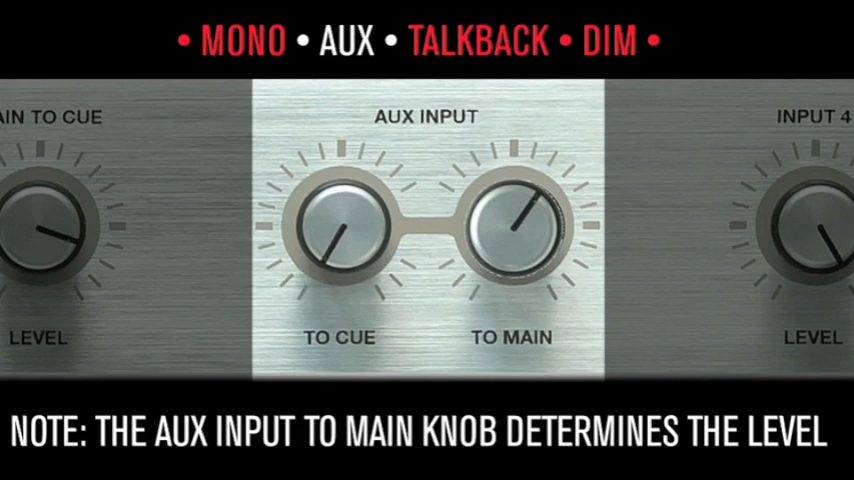 • MONO • AUX • TALKBACK • DIM •
AIN TO CUE
AUX INPUT
INPUT 4
LEVEL
TO CUE
TO MAIN
LEVEL
NOTE: THE AUX INPUT TO MAIN KNOB DETERMINES THE LEVEL